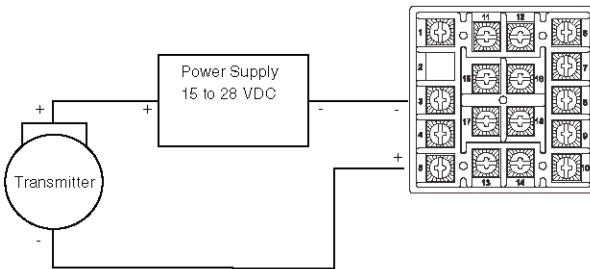 11 12
1 6
Power Supply
15 to 28 VDC
2 7
15 16
+ + - -
3 8
17 18
4 9
+
Transmitter
5 10
13 14
-